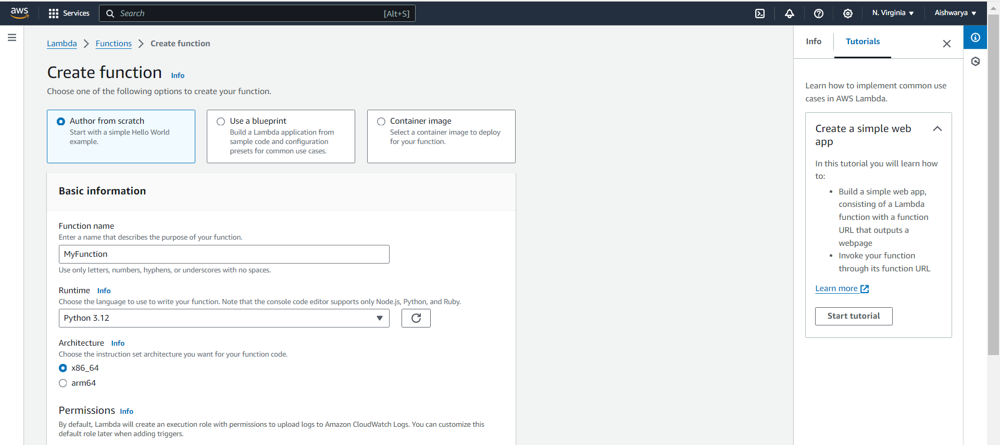 aws
Services
Search
[Alt+S]
N. Virginia
Aishwarya
Lambda
Functions
Create function
Create function
Info
Choose one of the following options to create your function.
Author from scratch
Start with a simple Hello World
example.
Use a blueprint
Build a Lambda application from
sample code and configuration
presets for common use cases.
Container image
Select a container image to deploy
for your function.
Basic information
Function name
Enter a name that describes the purpose of your function.
MyFunction
Use only letters, numbers, hyphens, or underscores with no spaces.
Runtime Info
Choose the language to use to write your function. Note that the console code editor supports only Node.js, Python, and Ruby.
Python 3.12
Architecture Info
Choose the instruction set architecture you want for your function code.
x86_64
arm64
Permissions Info
By default, Lambda will create an execution role with permissions to upload logs to Amazon CloudWatch Logs. You can customize this
default role later when adding triggers.
Info
Tutorials
Learn how to implement common use
cases in AWS Lambda.
Create a simple web
app
In this tutorial you will learn how
to:
• Build a simple web app,
consisting of a Lambda
function with a function
URL that outputs a
webpage
• Invoke your function
through its function URL
Learn more
Start tutorial